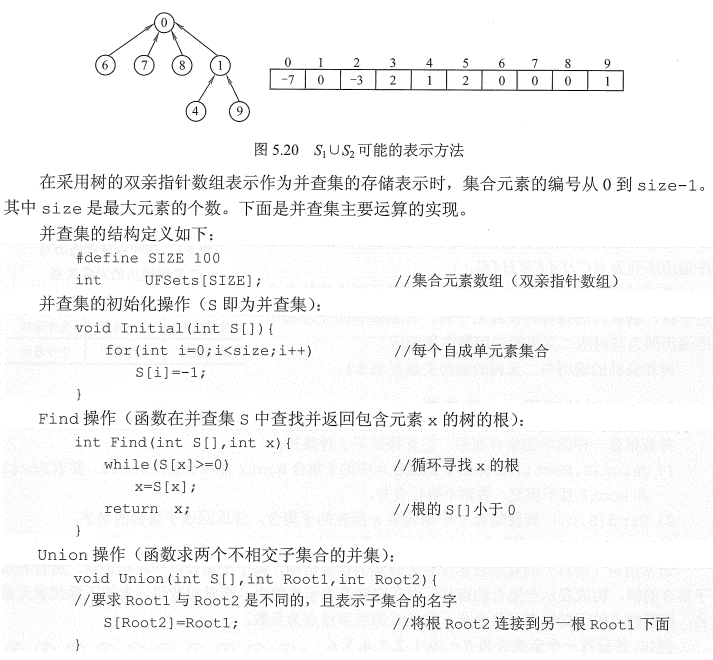 0
6 7 8 1
4 9
0 1 2 3 4 5 6 7 8 9
-7 0 -3 2 1 2 0 0 0 1
图 5.20 S₁∪S₂可能的表示方法
在采用树的双亲指针数组表示作为并查集的存储表示时，集合元素的编号从 0 到 size-1。
其中 size 是最大元素的个数。下面是并查集主要运算的实现。
并查集的结构定义如下：
#define SIZE 100
int UFSets[SIZE]; //集合元素数组（双亲指针数组）
并查集的初始化操作（S 即为并查集）：
void Initial(int S[]){
for(int i=0;i<size;i++) //每个自成单元素集合
S[i]=-1;
}
Find 操作（函数在并查集 S 中查找并返回包含元素 x 的树的根）：
int Find(int S[],int x){
while(S[x]>=0) //循环寻找 x 的根
x=S[x];
return x; //根的 S[]小于 0
}
Union 操作（函数求两个不相交子集合的并集）：
void Union(int S[],int Root1,int Root2){
//要求 Root1 与 Root2 是不同的，且表示子集合的名字
S[Root2]=Root1; //将根 Root2 连接到另一根 Root1 下面
}